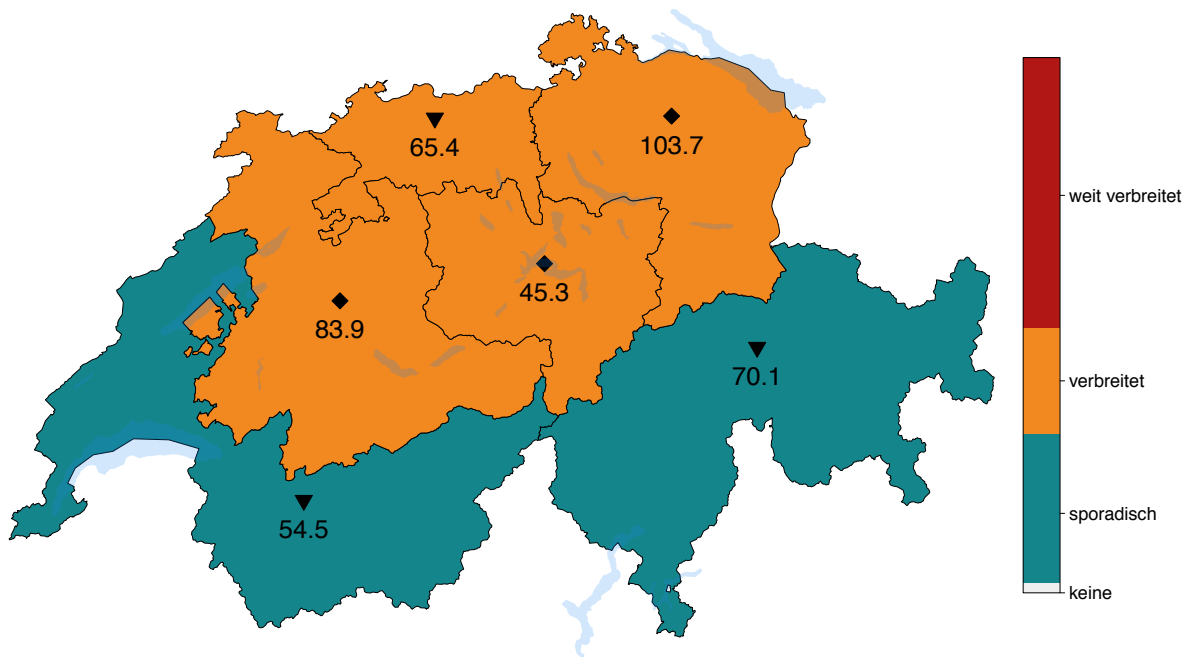 65.4
103.7
45.3
83.9
70.1
54.5
weit verbreitet
verbreitet
sporadisch
keine